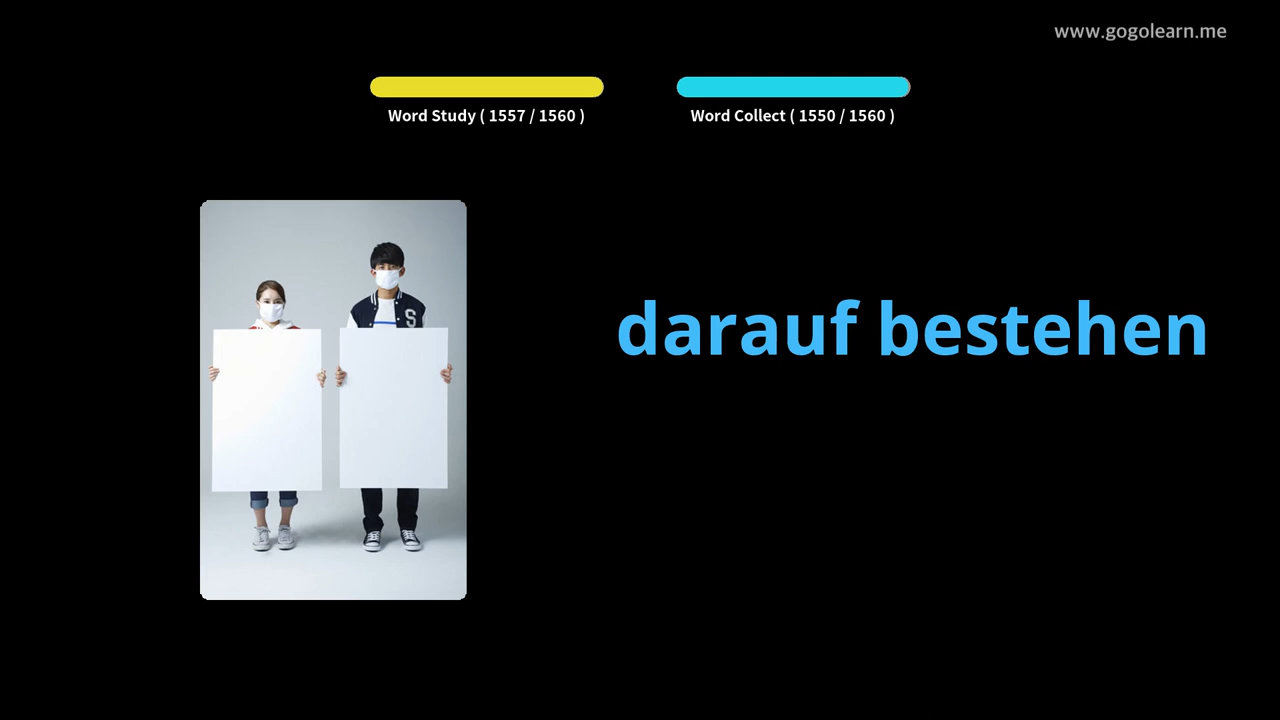 www.gogolearn.me
Word Study ( 1557 / 1560 )
Word Collect ( 1550 / 1560 )
S
darauf bestehen